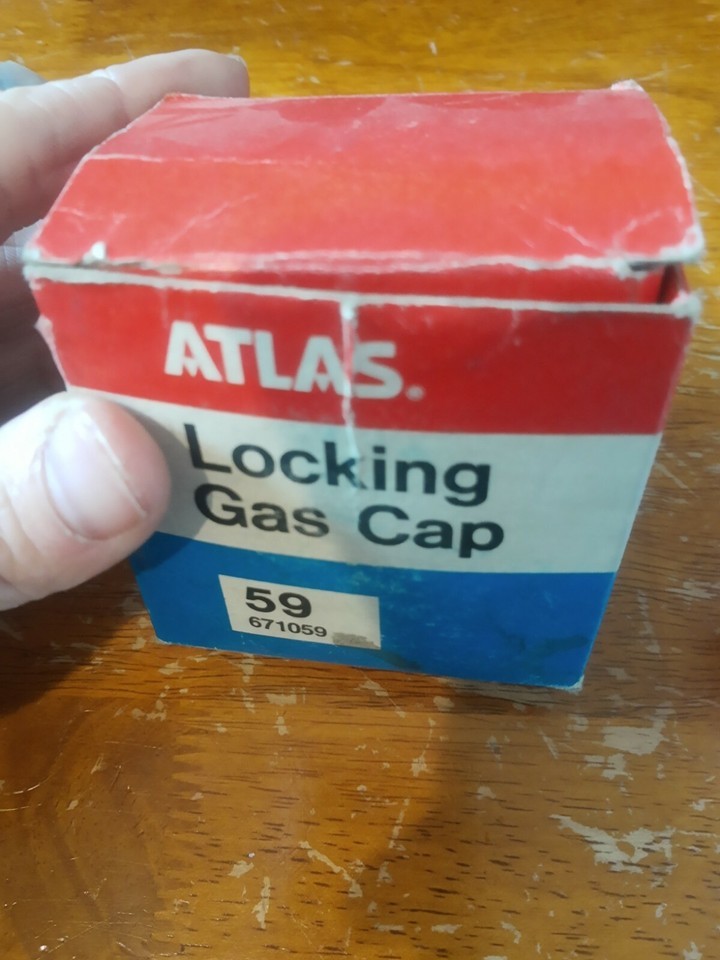 ATLAS®
Locking
Gas Cap
59
671059